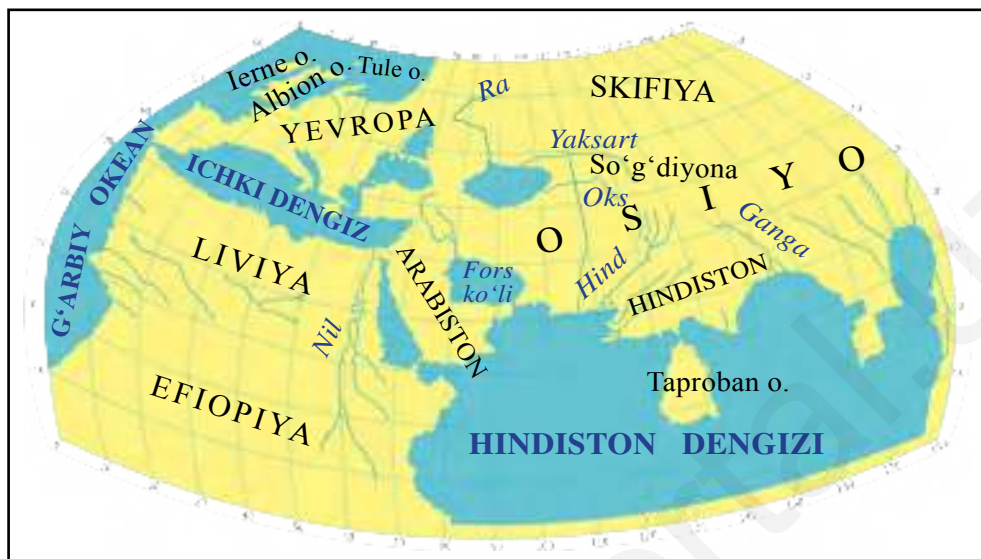 Ierne o.
Albion o.
Tule o.
YEVROPA
Ra
SKIFIYA
Yaksart
So‘g‘diyona
Oks
OSIYO
G‘ARBIY OKEAN
ICHKI DENGIZ
LIVIYA
ARABISTON
Fors
ko‘li
Hind
HINDISTON
Ganga
Nil
EFIOPIYA
Taproban o.
HINDISTON DENGIZI